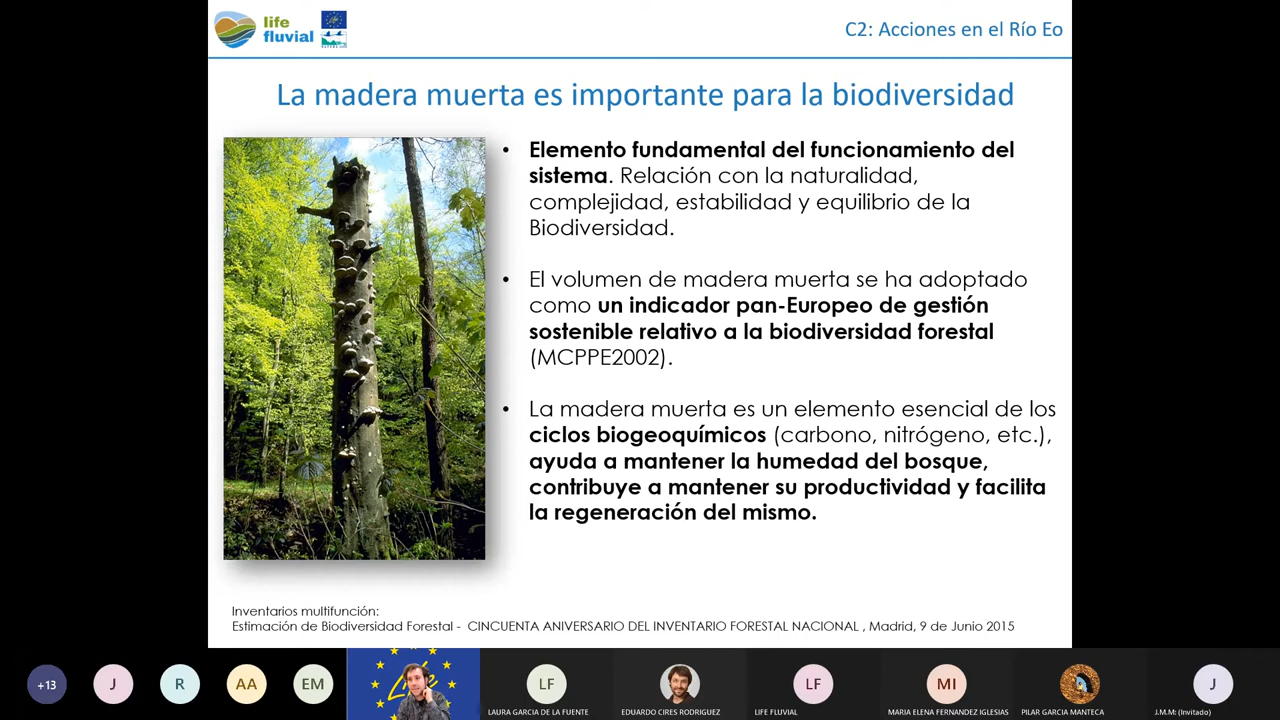 life
fluvial
C2: Acciones en el Río Eo
La madera muerta es importante para la biodiversidad
• Elemento fundamental del funcionamiento del
sistema. Relación con la naturalidad,
complejidad, estabilidad y equilibrio de la
Biodiversidad.
• El volumen de madera muerta se ha adoptado
como un indicador pan-Europeo de gestión
sostenible relativo a la biodiversidad forestal
(MCPPE2002).
• La madera muerta es un elemento esencial de los
ciclos biogeoquímicos (carbono, nitrógeno, etc.),
ayuda a mantener la humedad del bosque,
contribuye a mantener su productividad y facilita
la regeneración del mismo.
Inventarios multifunción:
Estimación de Biodiversidad Forestal - CINCUENTA ANIVERSARIO DEL INVENTARIO FORESTAL NACIONAL , Madrid, 9 de Junio 2015
+13
J
R
AA
EM
Life
LF
LAURA GARCIA DE LA FUENTE
EDUARDO CIRES RODRIGUEZ
LF
LIFE FLUVIAL
MI
MARIA ELENA FERNANDEZ IGLESIAS
PILAR GARCIA MANTECA
J
J.M.M: (Invitado)